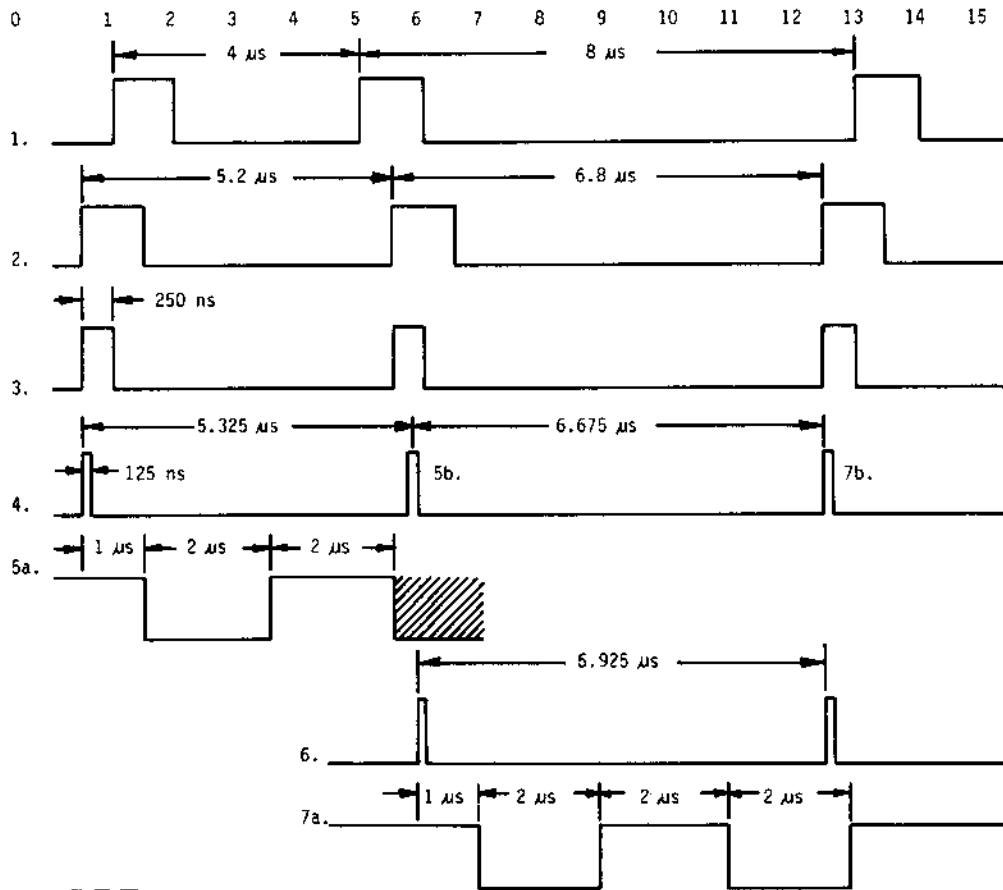 0 1 2 3 4 5 6 7 8 9 10 11 12 13 14 15
4 µs 8 µs
1.
5.2 µs 6.8 µs
2.
250 ns
3.
5.325 µs 6.675 µs
125 ns 5b. 7b.
4.
1 µs 2 µs 2 µs
5a.
6.925 µs
6.
1 µs 2 µs 2 µs 2 µs
7a.